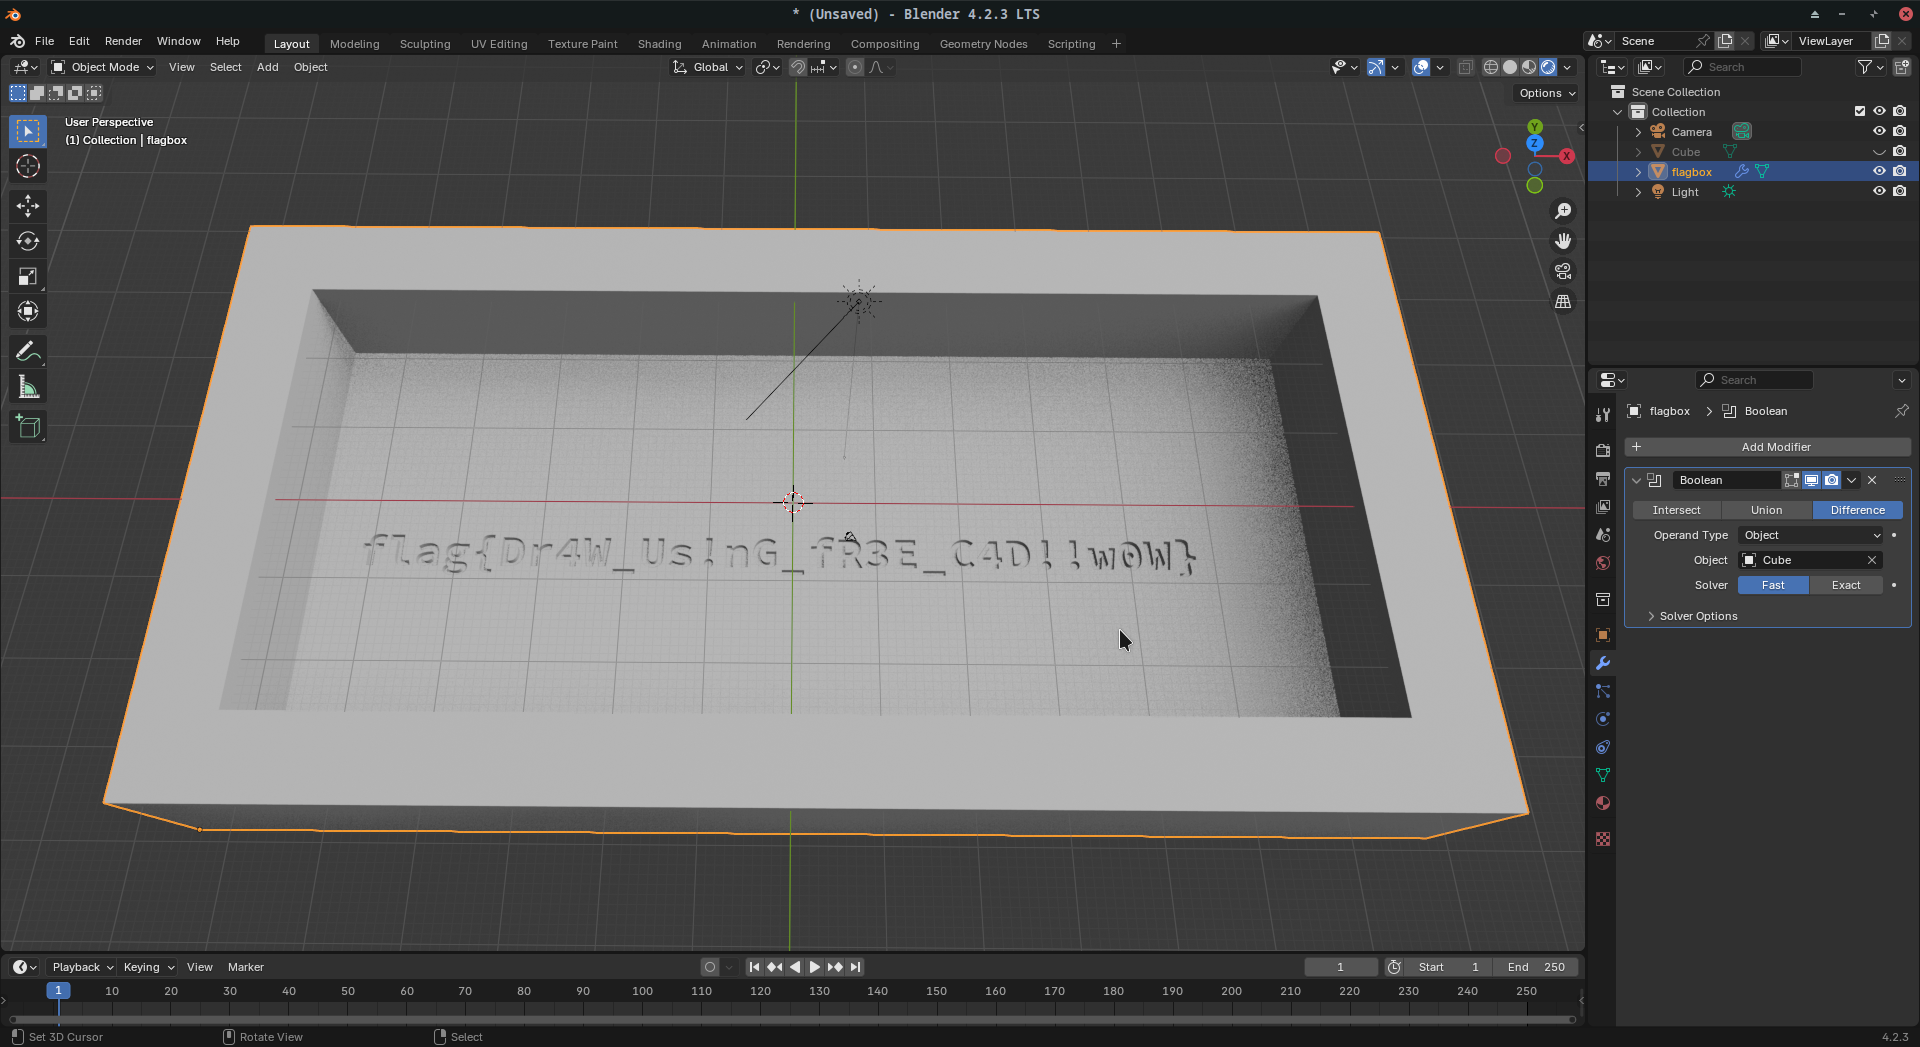 * (Unsaved) - Blender 4.2.3 LTS
File Edit Render Window Help Layout Modeling Sculpting UV Editing Texture Paint Shading Animation Rendering Compositing Geometry Nodes Scripting + Scene ViewLayer
Object Mode View Select Add Object Global Search
Options
User Perspective
(1) Collection | flagbox
Y
Z
X
Scene Collection
Collection
Camera
Cube
flagbox
Light
Search
flagbox > Boolean
+ Add Modifier
Boolean
Intersect Union Difference
Operand Type Object
Object Cube
Solver Fast Exact
Solver Options
flag{Dr4W_Us!nG_fR3E_C4D!!w0W}
Playback Keying View Marker 1 Start 1 End 250
1 10 20 30 40 50 60 70 80 90 100 110 120 130 140 150 160 170 180 190 200 210 220 230 240 250
Set 3D Cursor Rotate View Select 4.2.3